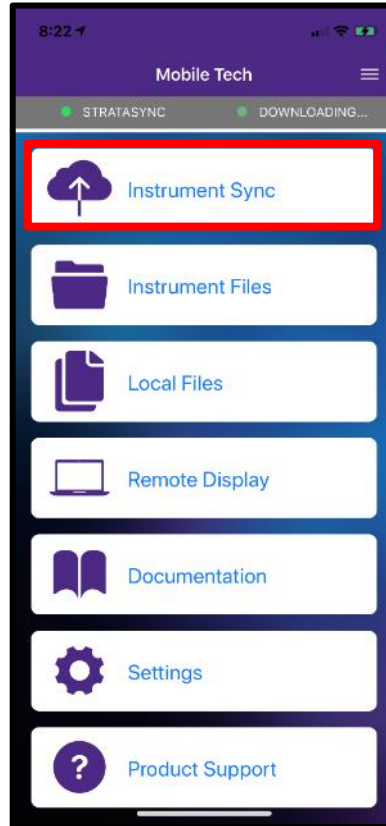 8:22
Mobile Tech
STRATASYNC DOWNLOADING...
Instrument Sync
Instrument Files
Local Files
Remote Display
Documentation
Settings
?
Product Support